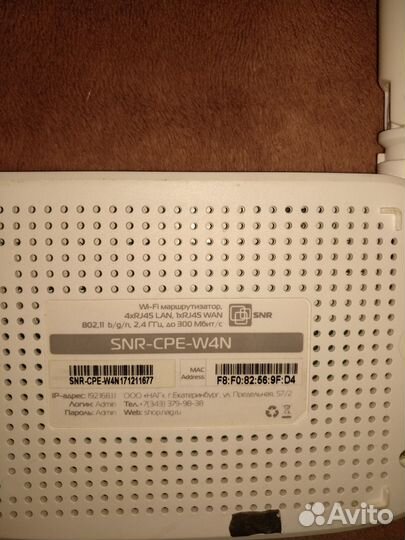 Wi-Fi маршрутизатор,
4xRJ45 LAN, 1xRJ45 WAN
802,11 b/g/n, 2,4 ГГц, до 300 Мбит/с
SNR
SNR-CPE-W4N
SNR-CPE-W4N171211677
MAC
Address
F8:F0:82:56:9F:D4
IP-адрес: 192.168.1.1
Логин: Admin
Пароль: Admin
ООО «НАГ», г. Екатеринбург, ул. Предельная, 57/2
Тел.: +7(343) 379-98-38
Web: shop.nag.ru
Avito